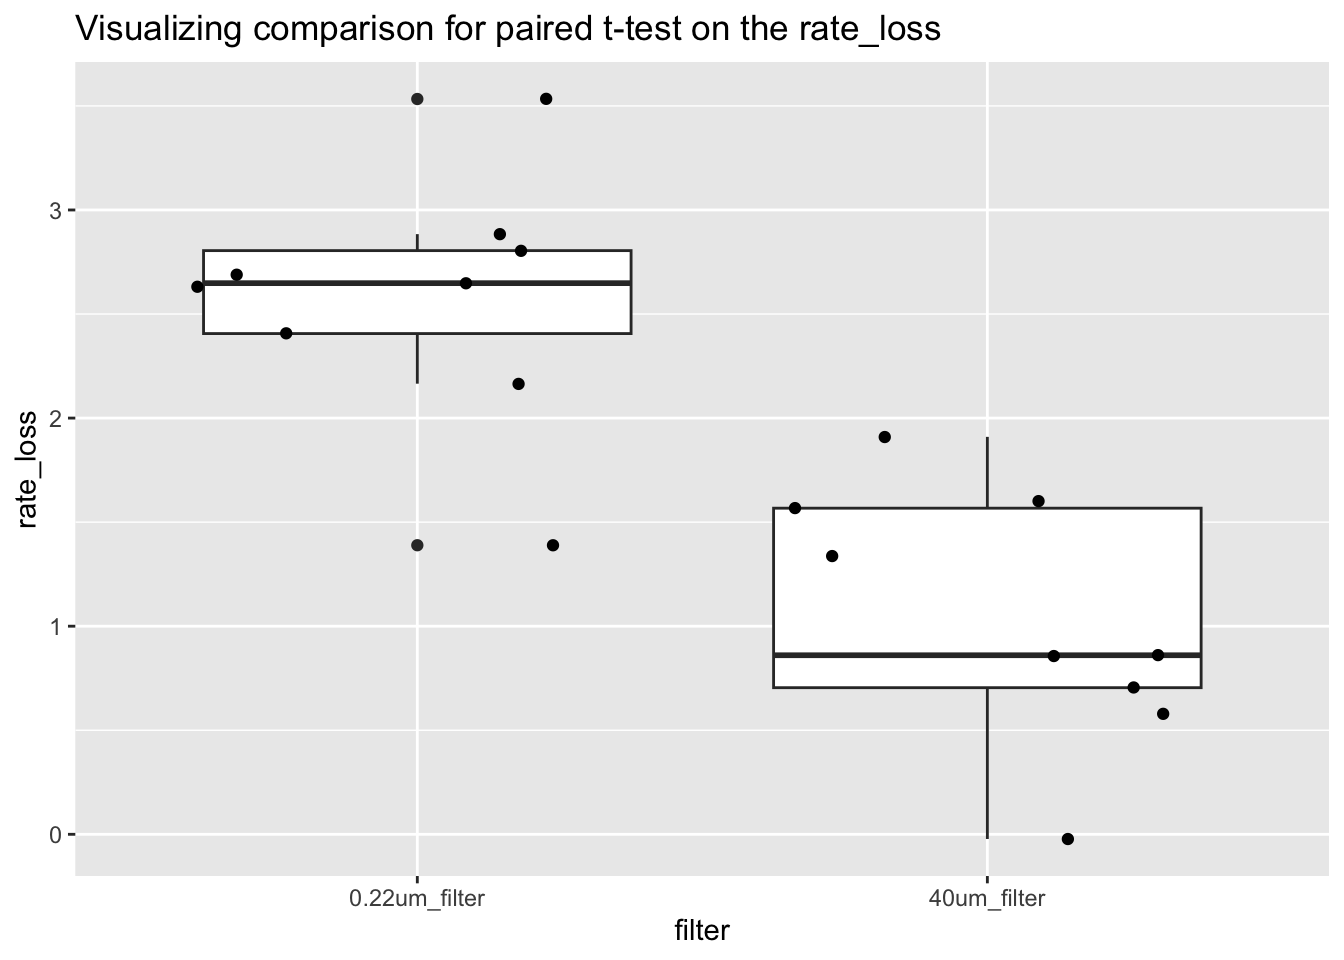 Visualizing comparison for paired t-test on the rate_loss
3
2
1
0
rate_loss
0.22um_filter
40um_filter
filter